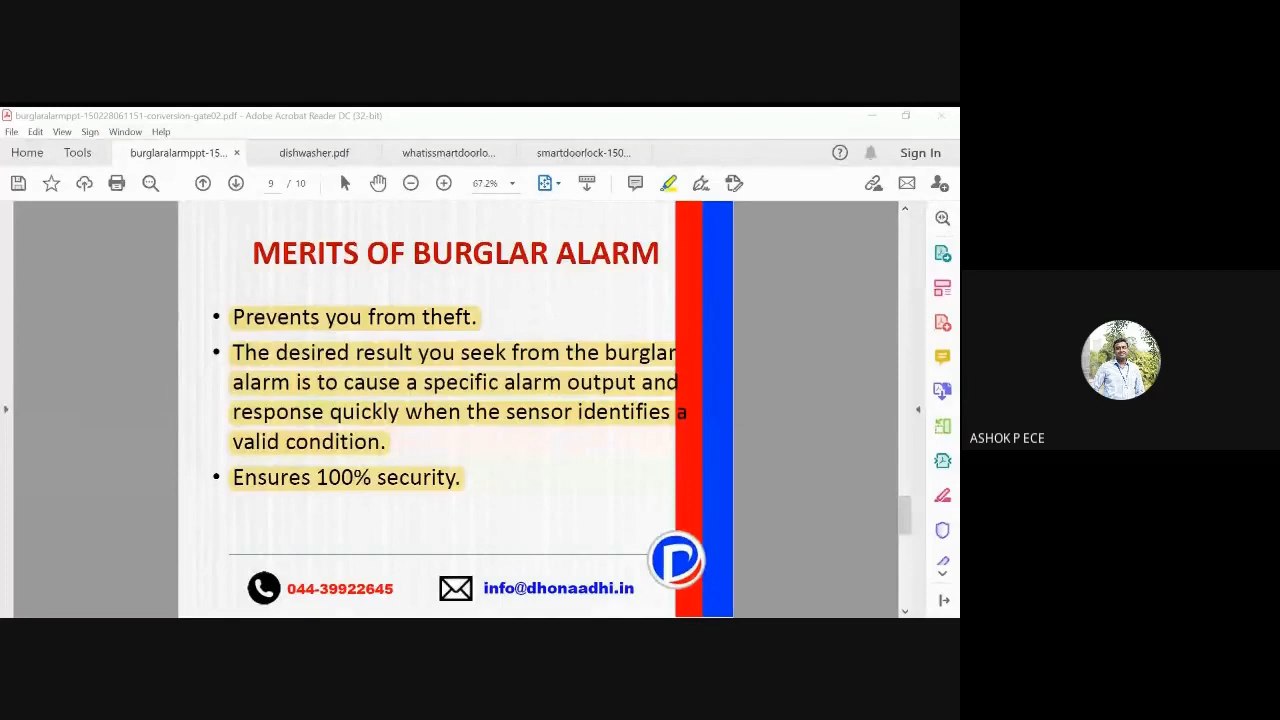 burglaralarmppt-150228061151-conversion-gate02.pdf - Adobe Acrobat Reader DC (32-bit)
File Edit View Sign Window Help
Home Tools burglaralarmppt-15... × dishwasher.pdf whatissmartdoorlo... smartdoorlock-150... Sign In
9 / 10 67.2%
MERITS OF BURGLAR ALARM
• Prevents you from theft.
• The desired result you seek from the burglar
alarm is to cause a specific alarm output and
response quickly when the sensor identifies a
valid condition.
• Ensures 100% security.
044-39922645 info@dhonaadhi.in
ASHOK P ECE